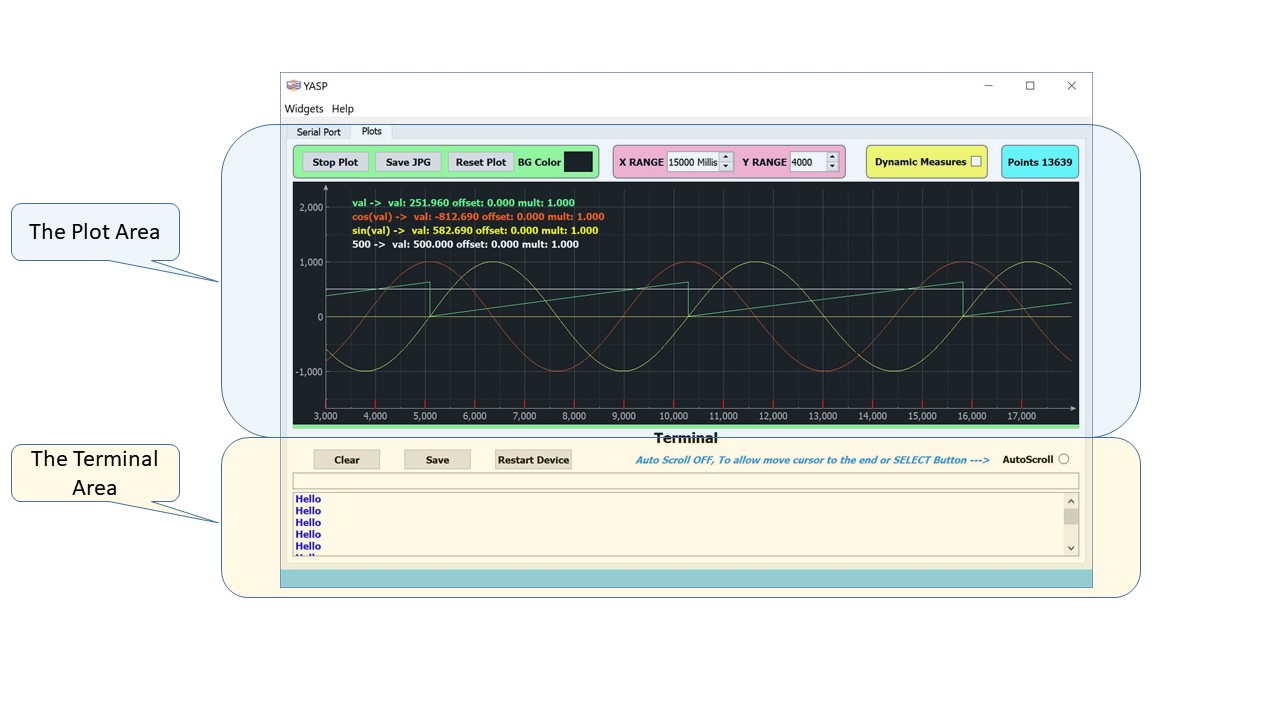 YASP
Widgets Help
Serial Port Plots
Stop Plot Save JPG Reset Plot BG Color X RANGE 15000 Millis Y RANGE 4000 Dynamic Measures Points 13639
The Plot Area
val -> val: 251.960 offset: 0.000 mult: 1.000
cos(val) -> val: -812.690 offset: 0.000 mult: 1.000
sin(val) -> val: 582.690 offset: 0.000 mult: 1.000
500 -> val: 500.000 offset: 0.000 mult: 1.000
2,000
1,000
0
-1,000
3,000 4,000 5,000 6,000 7,000 8,000 9,000 10,000 11,000 12,000 13,000 14,000 15,000 16,000 17,000
Terminal
The Terminal
Area
Clear Save Restart Device Auto Scroll OFF, To allow move cursor to the end or SELECT Button ---> AutoScroll
Hello
Hello
Hello
Hello
Hello